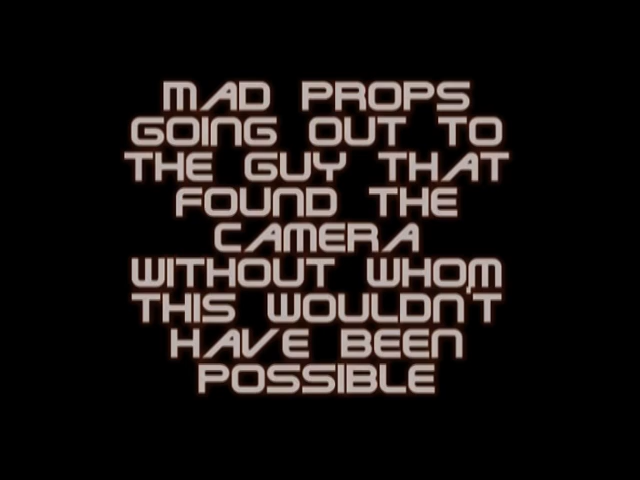 MAD PROPS
GOING OUT TO
THE GUY THAT
FOUND THE
CAMERA
WITHOUT WHOM
THIS WOULDN'T
HAVE BEEN
POSSIBLE